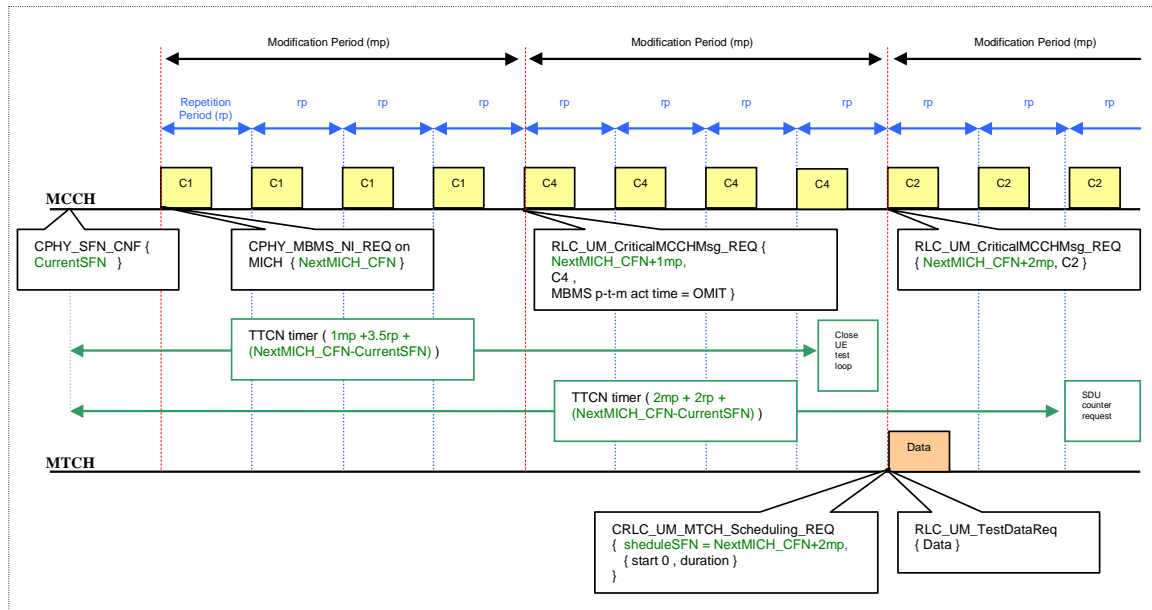 Modification Period (mp)
Modification Period (mp)
Modification Period (mp)
Repetition
Period (rp)
rp
rp
rp
rp
rp
rp
rp
rp
rp
rp
C1
C1
C1
C1
C4
C4
C4
C4
C2
C2
C2
MCCH
CPHY_SFN_CNF {
CurrentSFN }
CPHY_MBMS_NI_REQ on
MICH { NextMICH_CFN }
RLC_UM_CriticalMCCHMsg_REQ {
NextMICH_CFN+1mp,
C4 ,
MBMS p-t-m act time = OMIT }
RLC_UM_CriticalMCCHMsg_REQ
{ NextMICH_CFN+2mp, C2 }
TTCN timer ( 1mp +3.5rp +
(NextMICH_CFN-CurrentSFN) )
Close
UE
test
loop
TTCN timer ( 2mp + 2rp +
(NextMICH_CFN-CurrentSFN) )
SDU
counter
request
Data
MTCH
CRLC_UM_MTCH_Scheduling_REQ
{ sheduleSFN = NextMICH_CFN+2mp,
{ start 0 , duration }
}
RLC_UM_TestDataReq
{ Data }